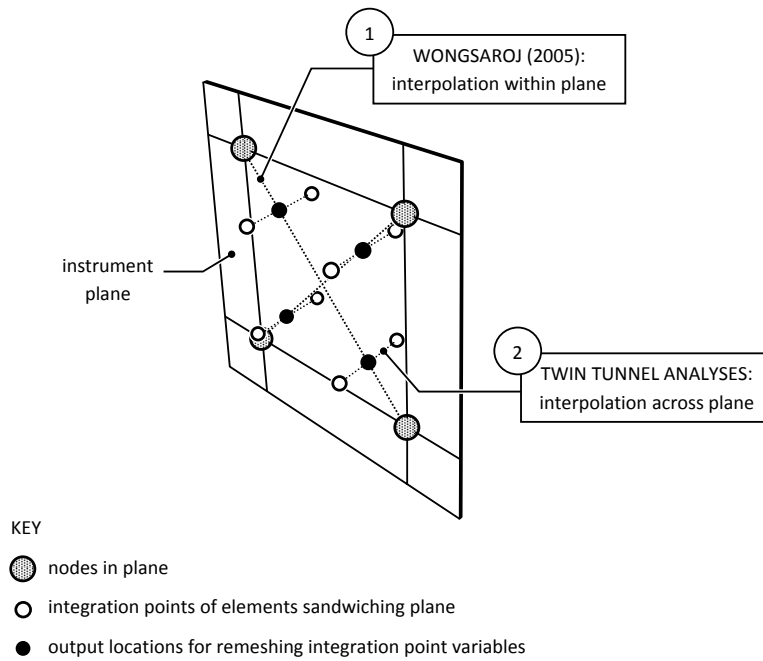 1
WONGSAROJ (2005):
interpolation within plane
instrument
plane
2
TWIN TUNNEL ANALYSES:
interpolation across plane
KEY
nodes in plane
integration points of elements sandwiching plane
output locations for remeshing integration point variables